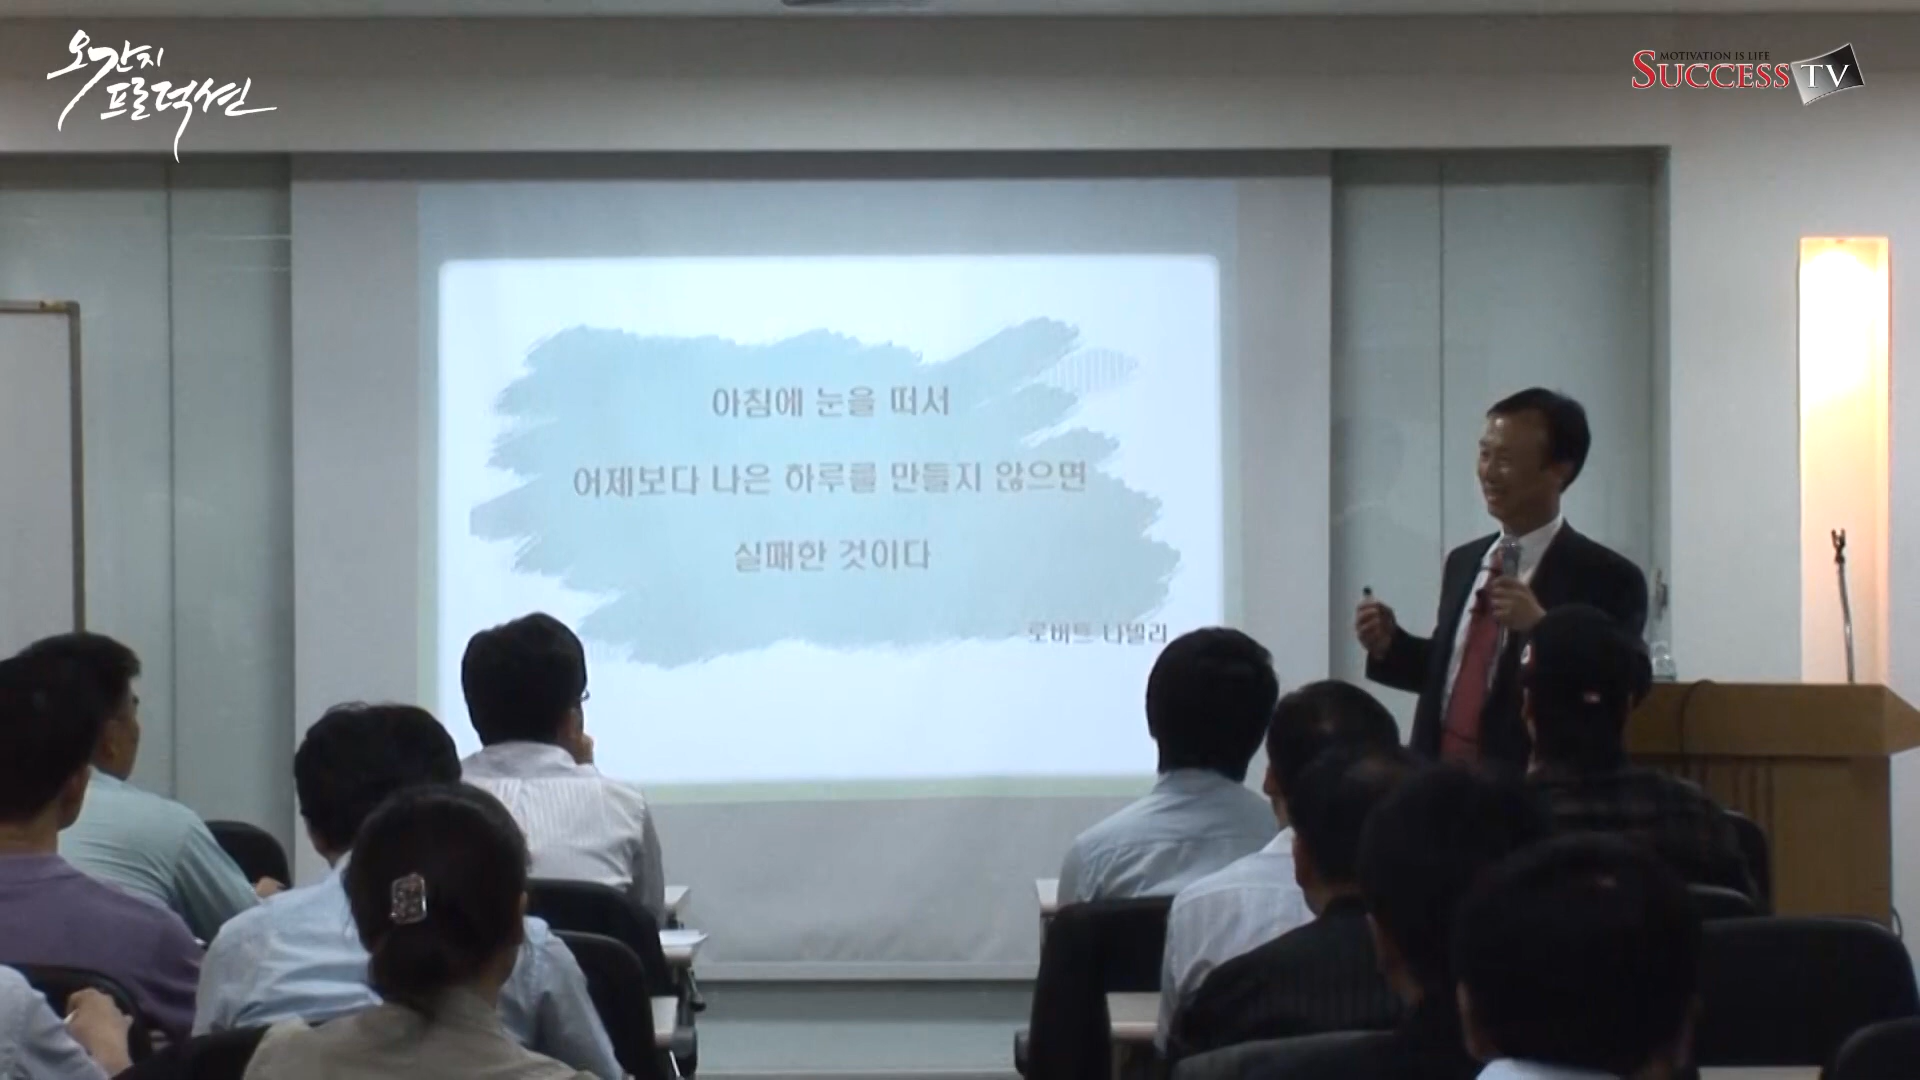 오간지
프로덕션
MOTIVATION IS LIFE
SUCCESS TV
아침에 눈을 떠서
어제보다 나은 하루를 만들지 않으면
실패한 것이다
로버트 나델리